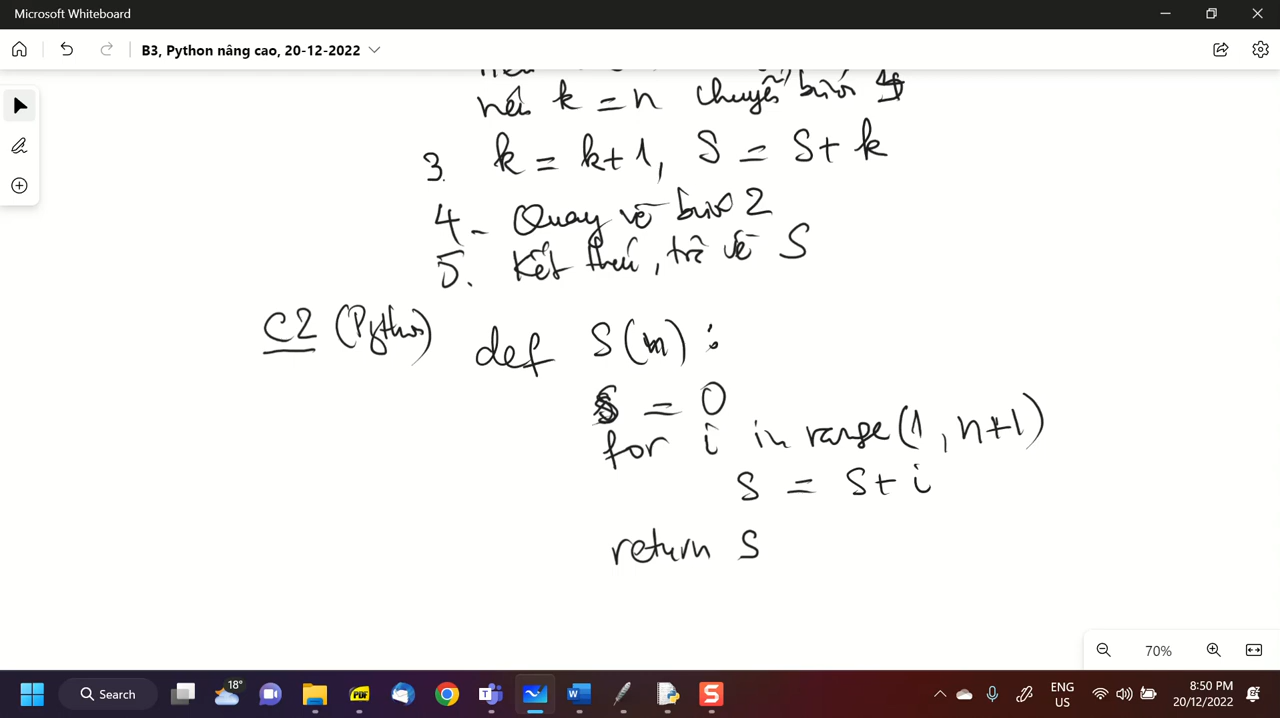 Microsoft Whiteboard
B3, Python nâng cao, 20-12-2022
nếu k = n chuyển bước
3. k = k+1, S = S + k
4 - Quay về bước 2
5. Kết thúc, trả về S
C2 (Python) def S(n) :
S = 0
for i in range(1, n+1)
S = S + i
return S
70%
18°
Search
ENG
US
8:50 PM
20/12/2022